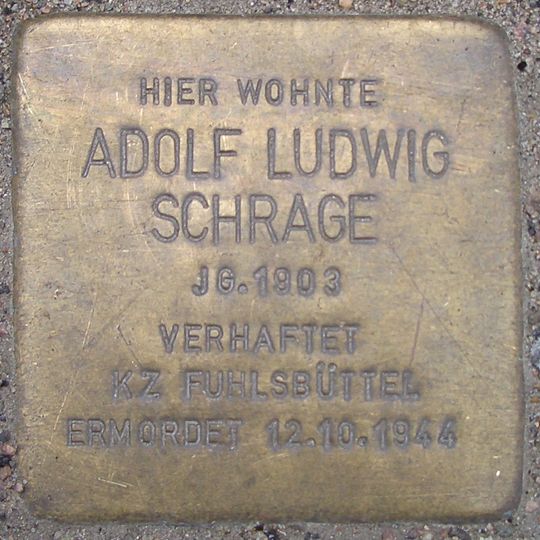 HIER WOHNTE
ADOLF LUDWIG
SCHRAGE
JG. 1903
VERHAFTET
KZ FUHLSBÜTTEL
ERMORDET 12.10.1944